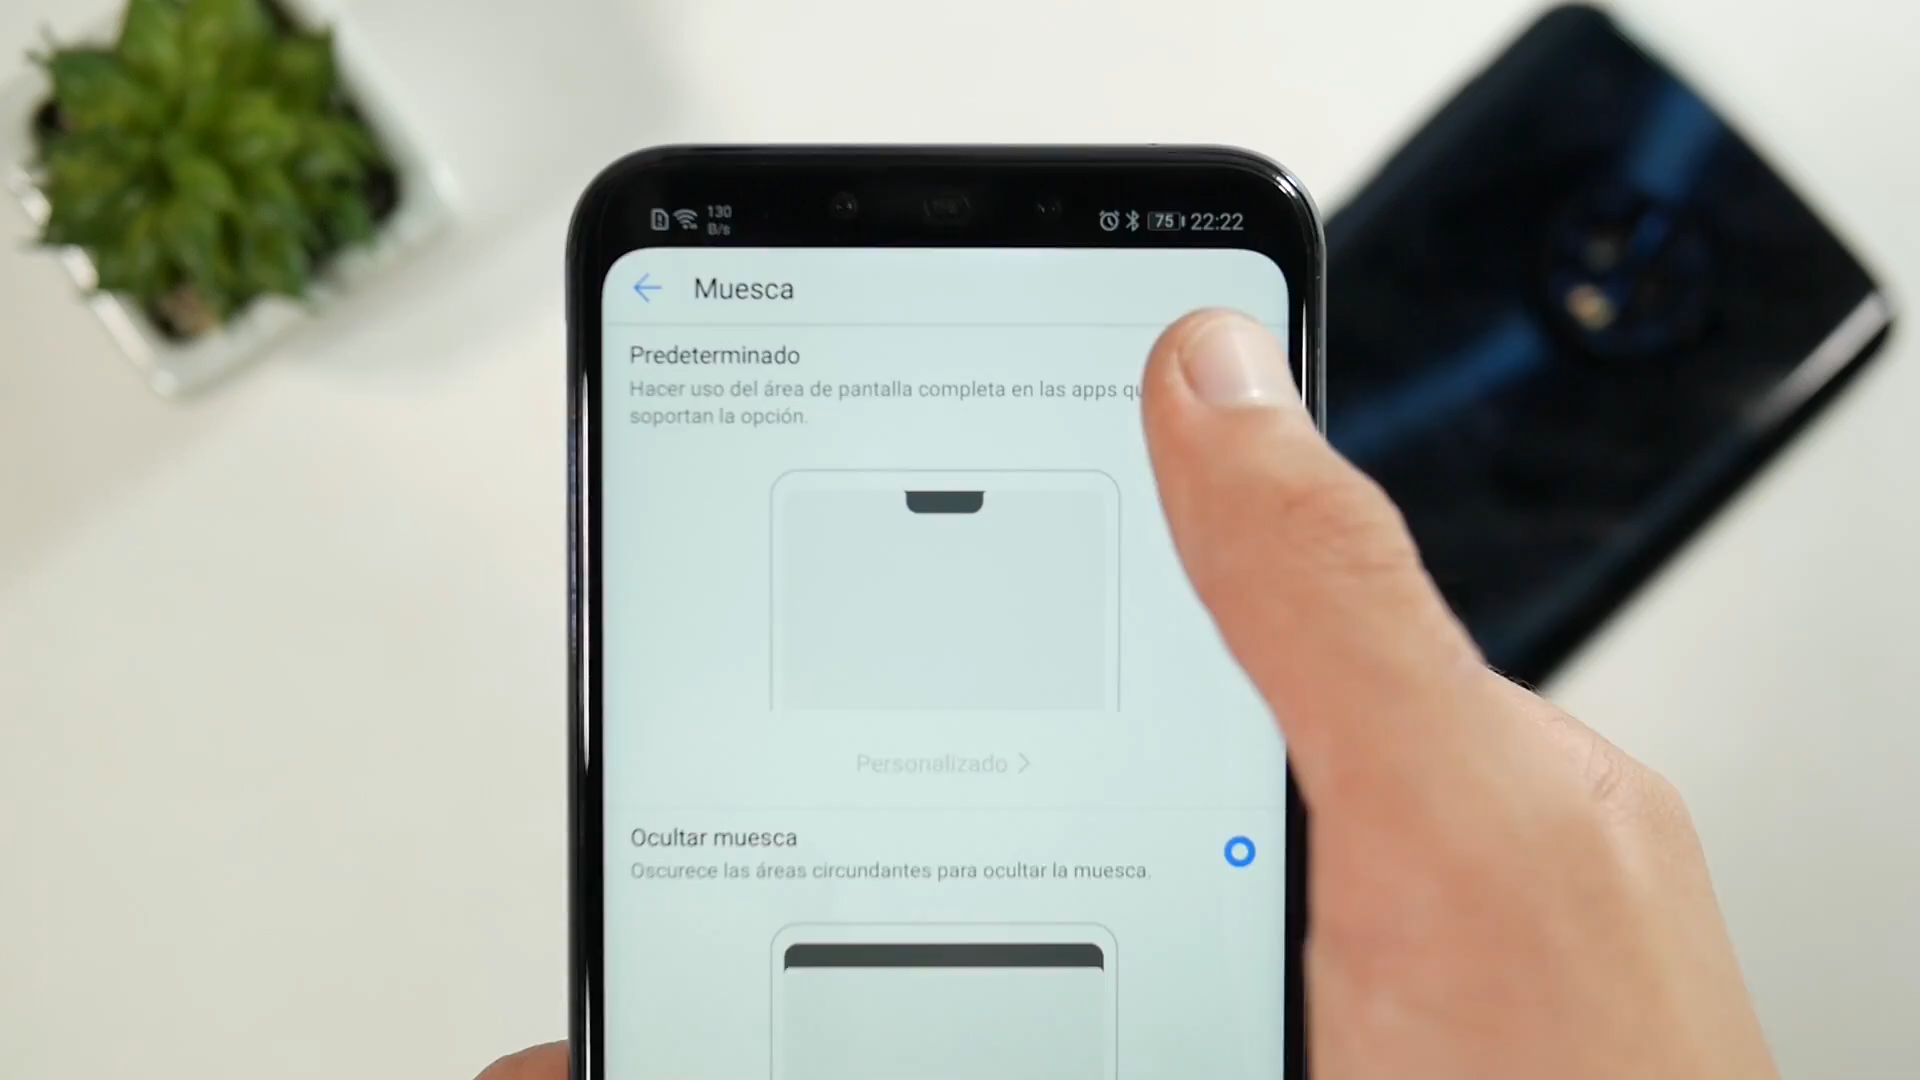 130
B/s
75 22:22
Muesca
Predeterminado
Hacer uso del área de pantalla completa en las apps
soportan la opción.
Personalizado
Ocultar muesca
Oscurece las áreas circundantes para ocultar la muesca.